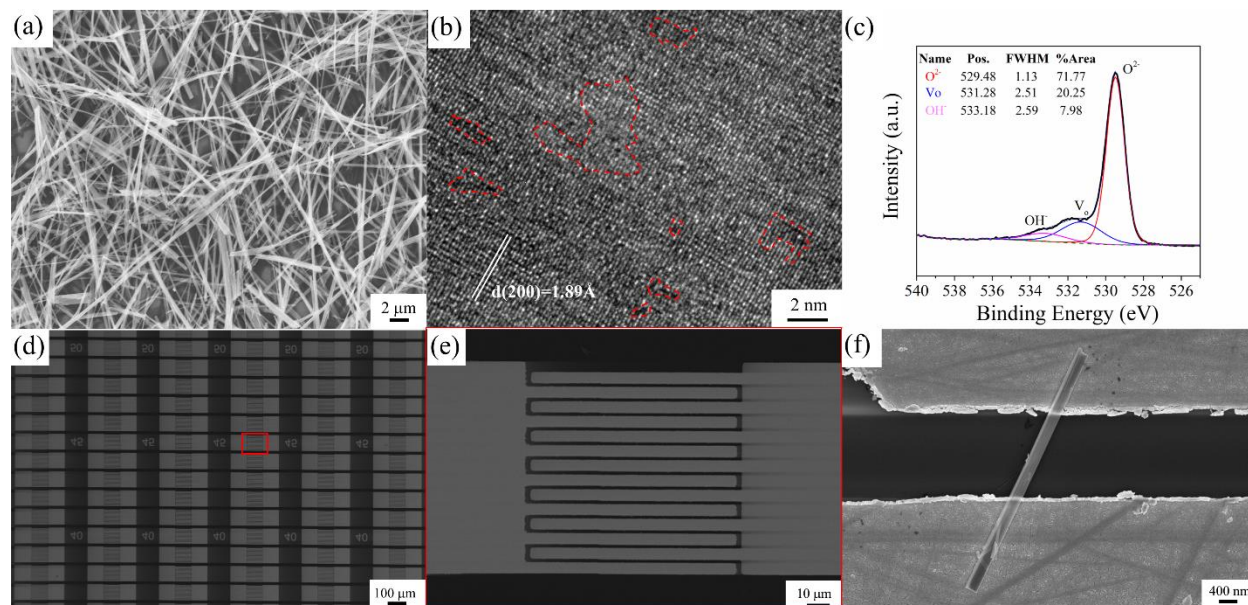 (a)
2 μm
(b)
d(200)=1.89Å
2 nm
(c)
Name Pos. FWHM %Area
O²⁻ 529.48 1.13 71.77
Vo 531.28 2.51 20.25
OH⁻ 533.18 2.59 7.98
O²⁻
OH⁻
Vₒ
Intensity (a.u.)
540 538 536 534 532 530 528 526
Binding Energy (eV)
(d)
50 50 50 50 50
45 45 45 45 45
40 40 40 40 40
100 μm
(e)
10 μm
(f)
400 nm